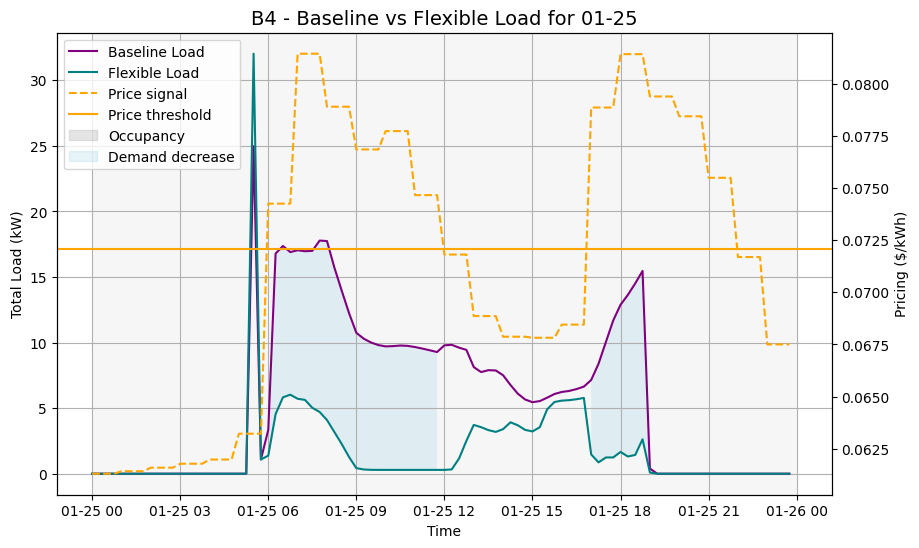 B4 - Baseline vs Flexible Load for 01-25
Baseline Load
Flexible Load
Price signal
Price threshold
Occupancy
Demand decrease
Total Load (kW)
30
25
20
15
10
5
0
0.0800
0.0775
0.0750
0.0725
0.0700
0.0675
0.0650
0.0625
Pricing ($/kWh)
01-25 00 01-25 03 01-25 06 01-25 09 01-25 12 01-25 15 01-25 18 01-25 21 01-26 00
Time